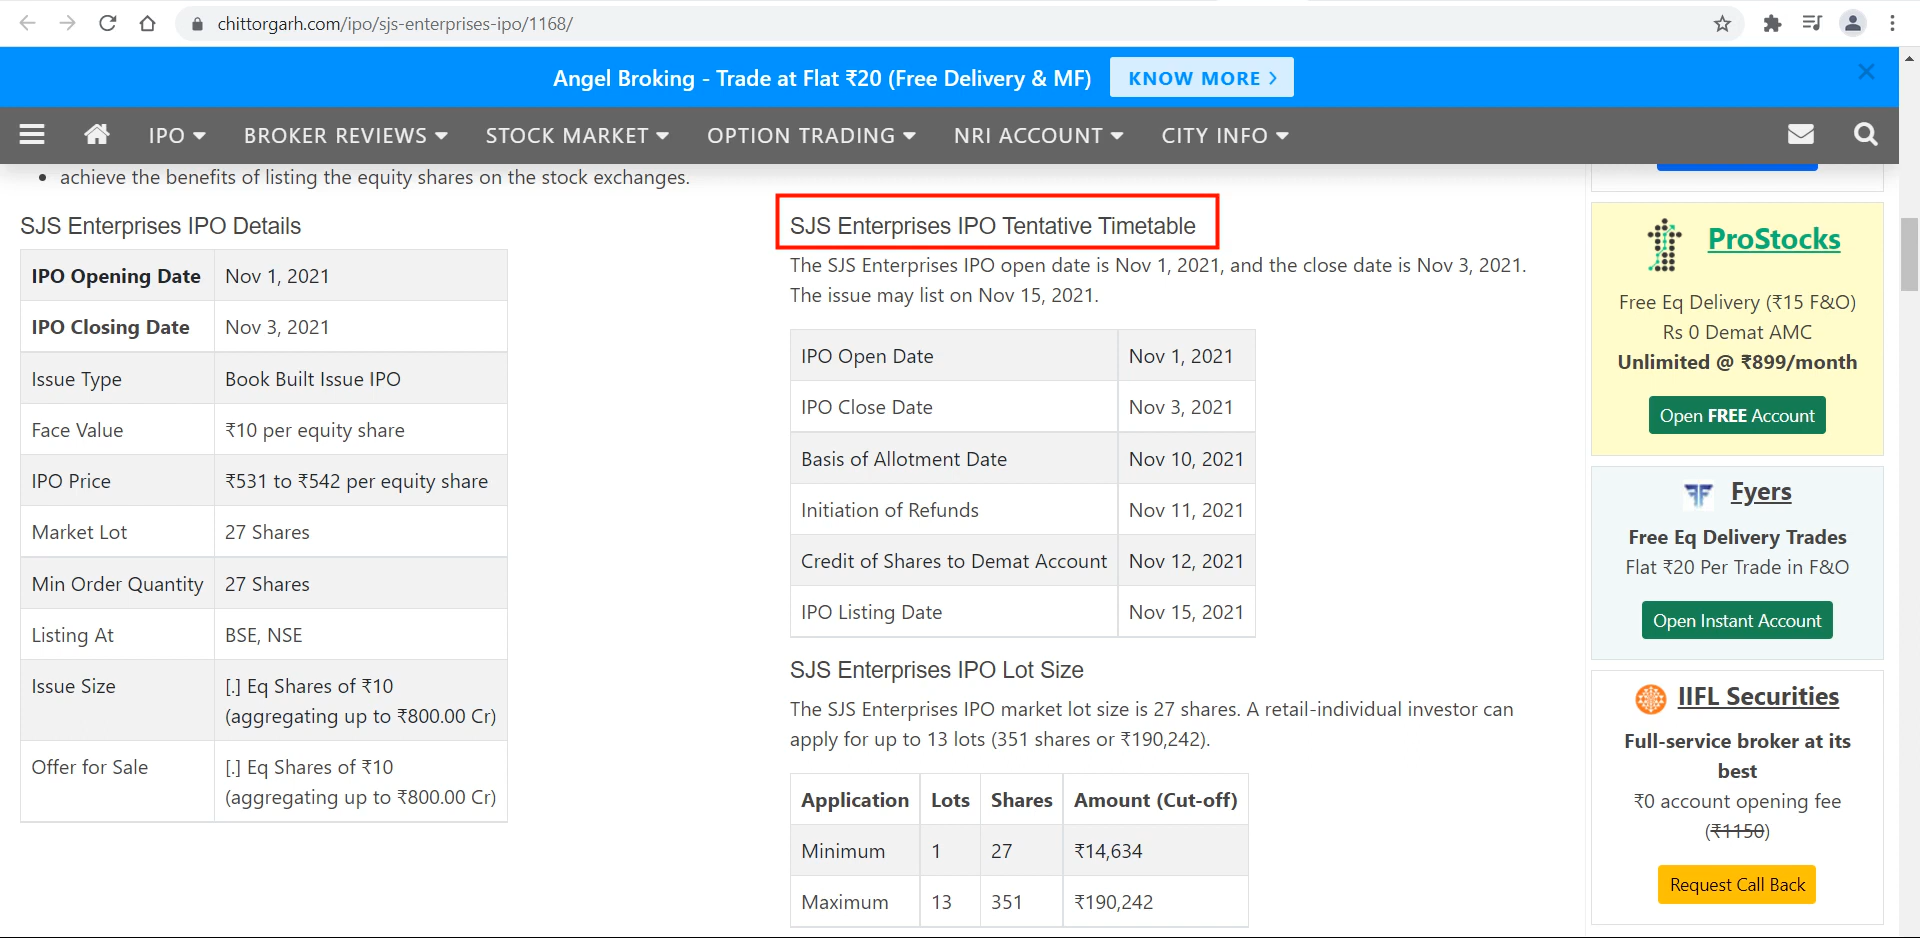 chittorgarh.com/ipo/sjs-enterprises-ipo/1168/
Angel Broking - Trade at Flat ₹20 (Free Delivery & MF)
KNOW MORE
IPO
BROKER REVIEWS
STOCK MARKET
OPTION TRADING
NRI ACCOUNT
CITY INFO
achieve the benefits of listing the equity shares on the stock exchanges.
SJS Enterprises IPO Details
IPO Opening Date Nov 1, 2021
IPO Closing Date Nov 3, 2021
Issue Type Book Built Issue IPO
Face Value ₹10 per equity share
IPO Price ₹531 to ₹542 per equity share
Market Lot 27 Shares
Min Order Quantity 27 Shares
Listing At BSE, NSE
Issue Size [.] Eq Shares of ₹10
(aggregating up to ₹800.00 Cr)
Offer for Sale [.] Eq Shares of ₹10
(aggregating up to ₹800.00 Cr)
SJS Enterprises IPO Tentative Timetable
The SJS Enterprises IPO open date is Nov 1, 2021, and the close date is Nov 3, 2021.
The issue may list on Nov 15, 2021.
IPO Open Date Nov 1, 2021
IPO Close Date Nov 3, 2021
Basis of Allotment Date Nov 10, 2021
Initiation of Refunds Nov 11, 2021
Credit of Shares to Demat Account Nov 12, 2021
IPO Listing Date Nov 15, 2021
SJS Enterprises IPO Lot Size
The SJS Enterprises IPO market lot size is 27 shares. A retail-individual investor can
apply for up to 13 lots (351 shares or ₹190,242).
Application Lots Shares Amount (Cut-off)
Minimum 1 27 ₹14,634
Maximum 13 351 ₹190,242
ProStocks
Free Eq Delivery (₹15 F&O)
Rs 0 Demat AMC
Unlimited @ ₹899/month
Open FREE Account
Fyers
Free Eq Delivery Trades
Flat ₹20 Per Trade in F&O
Open Instant Account
IIFL Securities
Full-service broker at its
best
₹0 account opening fee
(₹1150)
Request Call Back